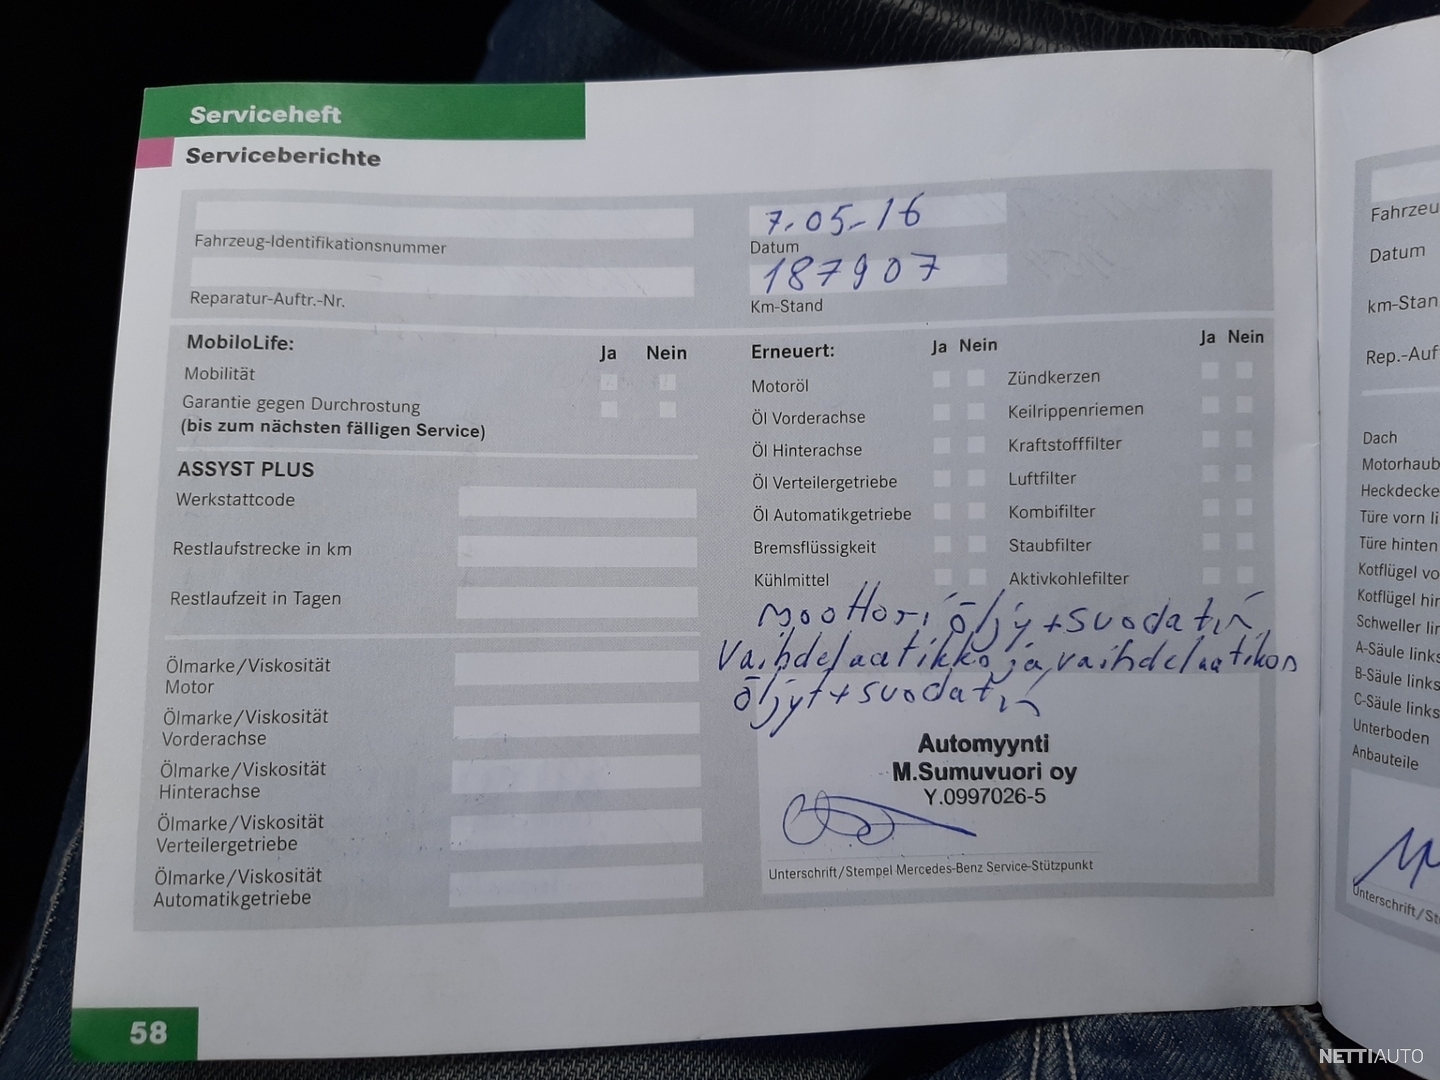 Serviceheft
Serviceberichte
Fahrzeug-Identifikationsnummer
Reparatur-Auftr.-Nr.
7.05-16
Datum
187907
Km-Stand
MobiloLife:
Ja Nein
Mobilität
Garantie gegen Durchrostung
(bis zum nächsten fälligen Service)
ASSYST PLUS
Werkstattcode
Restlaufstrecke in km
Restlaufzeit in Tagen
Ölmarke/Viskosität
Motor
Ölmarke/Viskosität
Vorderachse
Ölmarke/Viskosität
Hinterachse
Ölmarke/Viskosität
Verteilergetriebe
Ölmarke/Viskosität
Automatikgetriebe
Erneuert: Ja Nein
Motoröl
Öl Vorderachse
Öl Hinterachse
Öl Verteilergetriebe
Öl Automatikgetriebe
Bremsflüssigkeit
Kühlmittel
Ja Nein
Zündkerzen
Keilrippenriemen
Kraftstofffilter
Luftfilter
Kombifilter
Staubfilter
Aktivkohlefilter
moottori öljy+suodatin
Vaihdelaatikko ja vaihdelaatikon
öljyt+suodatin
Automyynti
M.Sumuvuori oy
Y.0997026-5
Unterschrift/Stempel Mercedes-Benz Service-Stützpunkt
58
Fahrzeu
Datum
km-Stan
Rep.-Auf
Dach
Motorhaub
Heckdecke
Türe vorn li
Türe hinten
Kotflügel vo
Kotflügel hin
Schweller lin
A-Säule links
B-Säule links
C-Säule links
Unterboden
Anbauteile
Unterschrift/St
NETTIAUTO